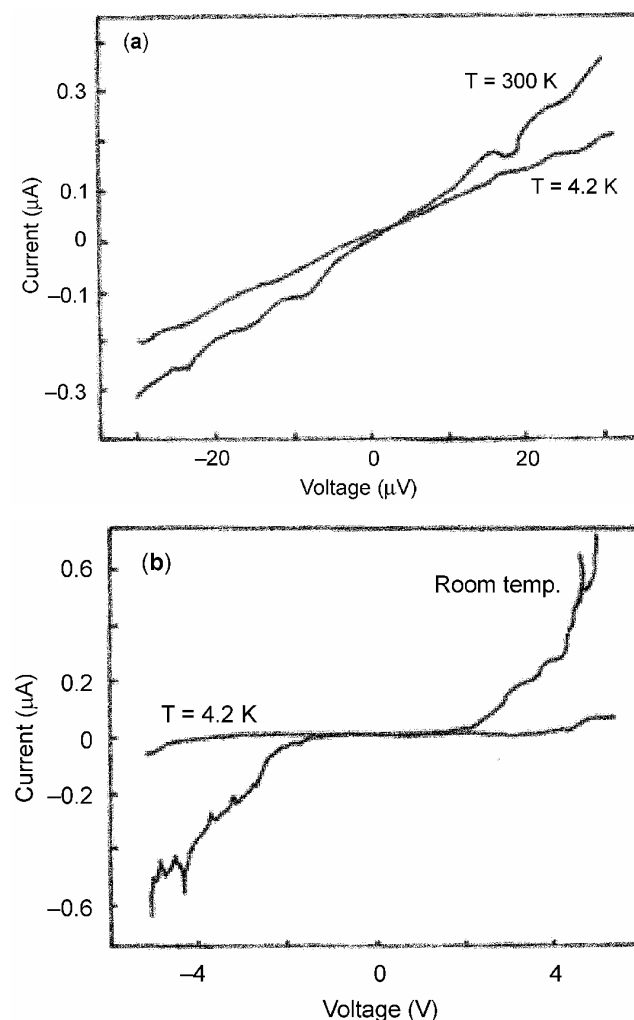 (a)
T = 300 K
T = 4.2 K
0.3
0.1
0
–0.1
–0.3
Current (μA)
–20
0
20
Voltage (μV)
(b)
Room temp.
T = 4.2 K
0.6
0.2
0
–0.2
–0.6
Current (μA)
–4
0
4
Voltage (V)